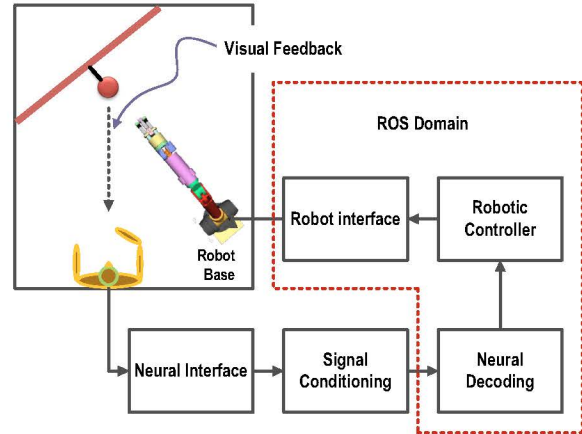 Visual Feedback
ROS Domain
Robot interface
Robotic
Controller
Robot
Base
Neural Interface
Signal
Conditioning
Neural
Decoding